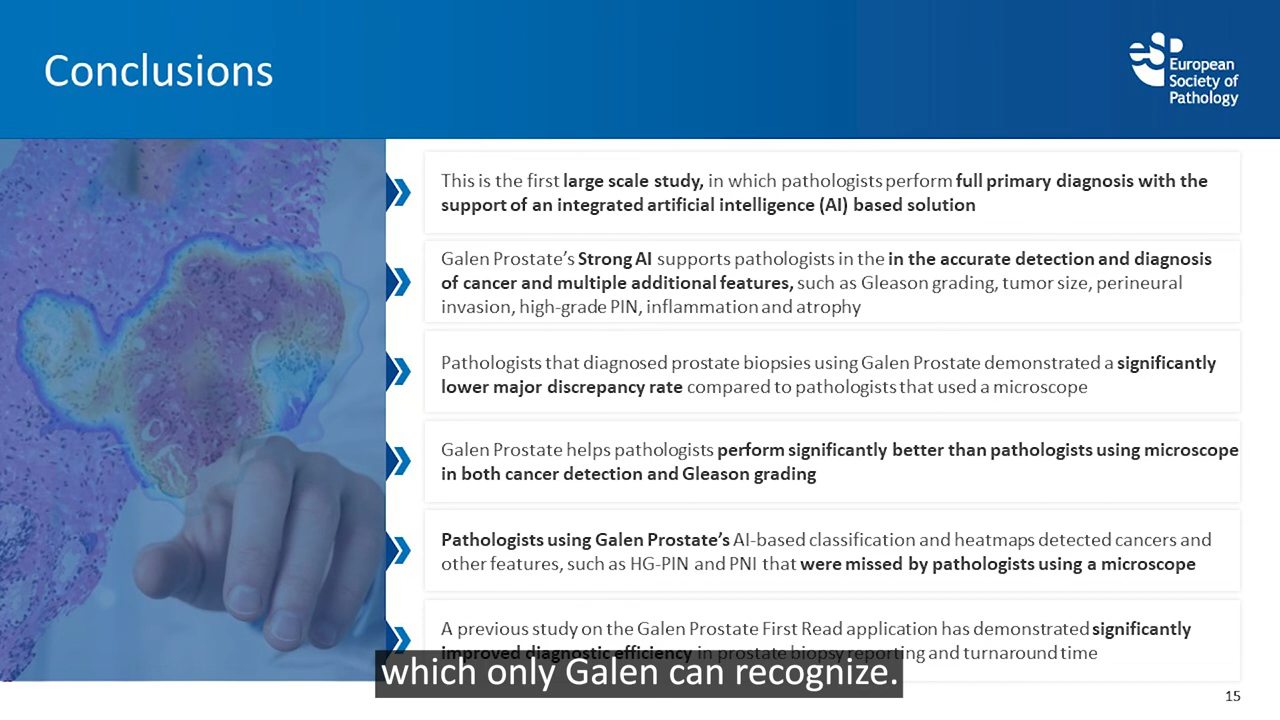 Conclusions
European
Society of
Pathology
This is the first large scale study, in which pathologists perform full primary diagnosis with the
support of an integrated artificial intelligence (AI) based solution
Galen Prostate’s Strong AI supports pathologists in the in the accurate detection and diagnosis
of cancer and multiple additional features, such as Gleason grading, tumor size, perineural
invasion, high-grade PIN, inflammation and atrophy
Pathologists that diagnosed prostate biopsies using Galen Prostate demonstrated a significantly
lower major discrepancy rate compared to pathologists that used a microscope
Galen Prostate helps pathologists perform significantly better than pathologists using microscope
in both cancer detection and Gleason grading
Pathologists using Galen Prostate’s AI-based classification and heatmaps detected cancers and
other features, such as HG-PIN and PNI that were missed by pathologists using a microscope
A previous study on the Galen Prostate First Read application has demonstrated significantly
improved diagnostic efficiency in prostate biopsy reporting and turnaround time
which only Galen can recognize.
15